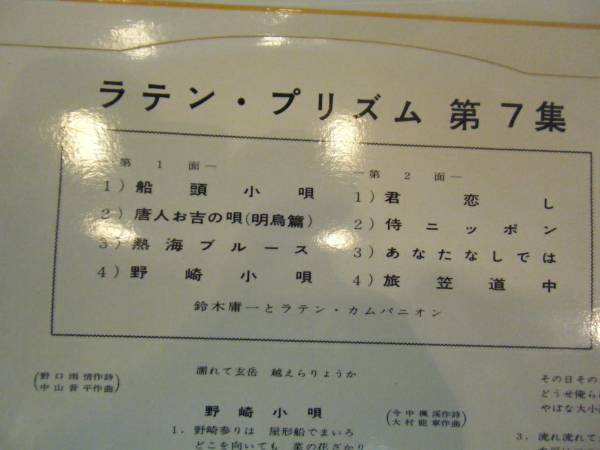 ラテン・プリズム 第7集
―第1面―
1）船頭小唄
2）唐人お吉の唄（明烏篇）
3）熱海ブルース
4）野崎小唄
―第2面―
1）君恋し
2）侍ニッポン
3）あなたなしでは
4）旅笠道中
鈴木庸一とラテン・カムパニオン
（野口雨情作詩
中山晋平作曲）
濡れて玄岳 越えらりょうか
野崎小唄
（今中楓渓作詩
大村能章作曲）
1. 野崎参りは 屋形船でまいろ
どこを向いても 菜の花ざかり
その日その
どうせ俺ら
やばな大小
3. 流れ流れて